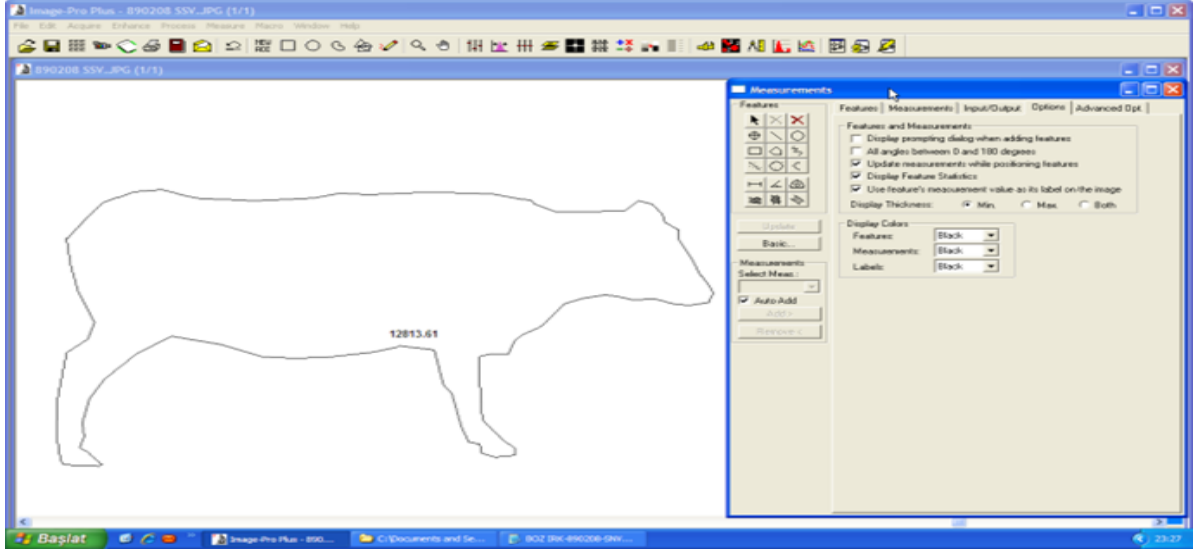 Image-Pro Plus - 890208 SSV..JPG (1/1)
File Edit Acquire Enhance Process Measure Macro Window Help
890208 SSV..JPG (1/1)
Measurements
Features
Features Measurements Input/Output Options Advanced Opt.
Features and Measurements
Display prompting dialog when adding features
All angles between 0 and 180 degrees
Update measurements while positioning features
Display Feature Statistics
Use feature's measurement value as its label on the image
Display Thickness: Min. Max. Both
Update
Basic...
Display Colors
Features: Black
Measurements: Black
Labels: Black
Measurements
Select Meas.:
Auto Add
Add >
Remove <
12813.61
Başlat
Image-Pro Plus - 890...
C:\Documents and Se...
BOZ IRK-890208-SNV...
23:27